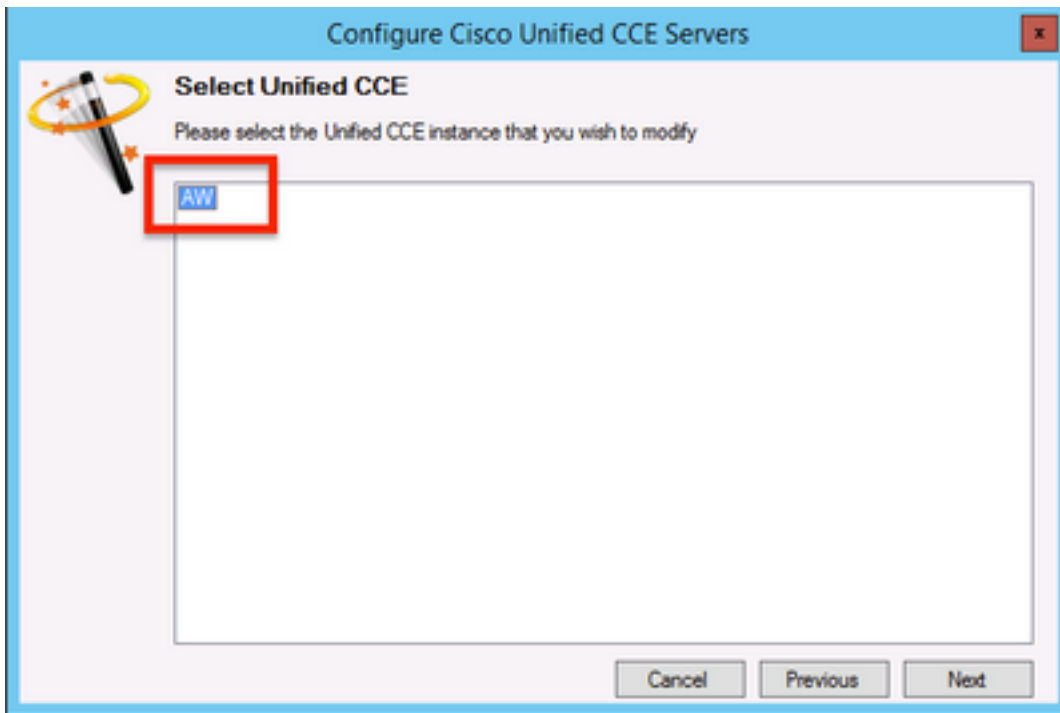 Configure Cisco Unified CCE Servers
x
Select Unified CCE
Please select the Unified CCE instance that you wish to modify
AW
Cancel Previous Next